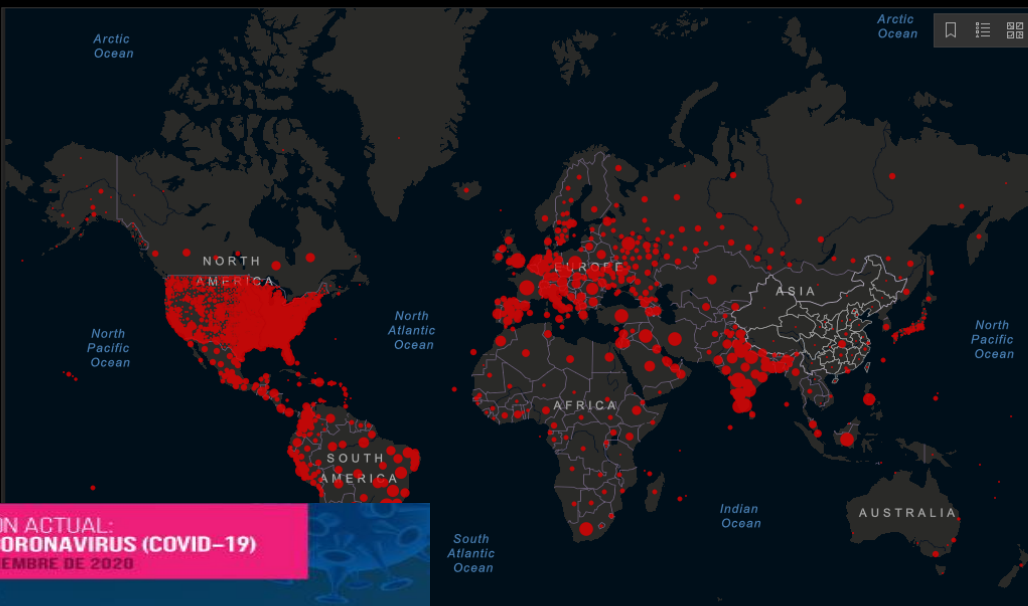 Arctic
Ocean
Arctic
Ocean
NORTH
AMERICA
EUROPE
ASIA
North
Pacific
Ocean
North
Atlantic
Ocean
North
Pacific
Ocean
AFRICA
SOUTH
AMERICA
Indian
Ocean
AUSTRALIA
South
Atlantic
Ocean
ÓN ACTUAL:
ORONAVIRUS (COVID–19)
EMBRE DE 2020